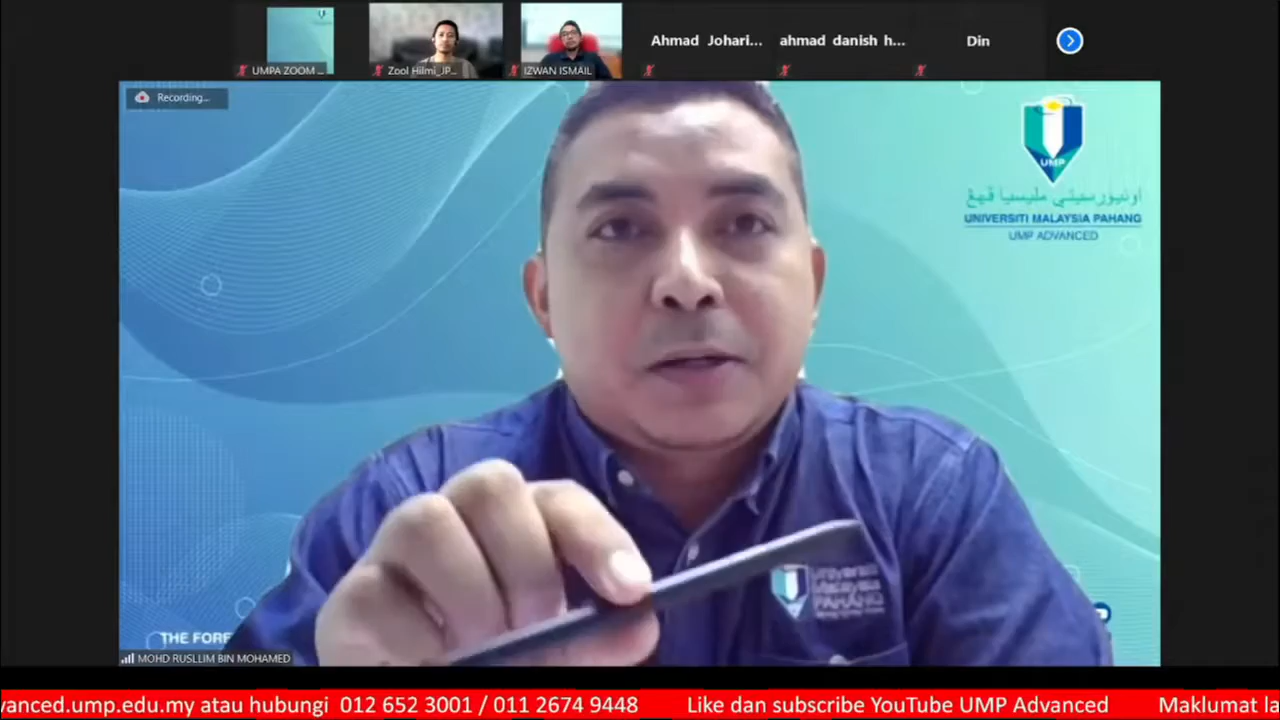 UMPA ZOOM ...
Zool Hilmi_JP...
IZWAN ISMAIL
Ahmad Johari...
ahmad danish h...
Din
Recording...
UMP
اونيۏرسيتي مليسيا ڤهڠ
UNIVERSITI MALAYSIA PAHANG
UMP ADVANCED
Universiti
Malaysia
PAHANG
THE FORE
MOHD RUSLLIM BIN MOHAMED
vanced.ump.edu.my atau hubungi 012 652 3001 / 011 2674 9448 Like dan subscribe YouTube UMP Advanced Maklumat la